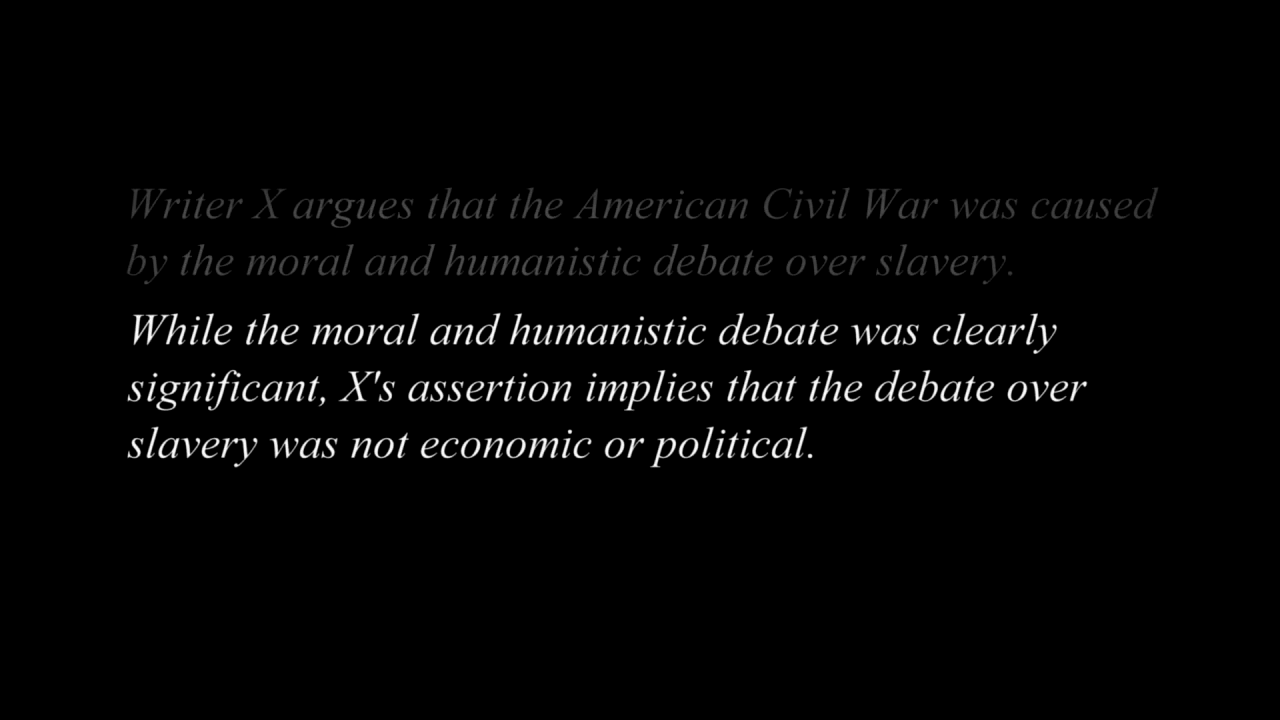 Writer X argues that the American Civil War was caused
by the moral and humanistic debate over slavery.
While the moral and humanistic debate was clearly
significant, X's assertion implies that the debate over
slavery was not economic or political.